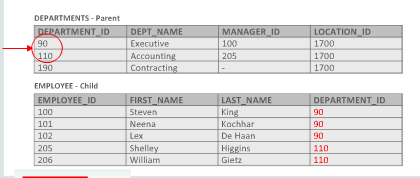 DEPARTMENTS - Parent
DEPARTMENT_ID DEPT_NAME MANAGER_ID LOCATION_ID
90 Executive 100 1700
110 Accounting 205 1700
190 Contracting - 1700
EMPLOYEE - Child
EMPLOYEE_ID FIRST_NAME LAST_NAME DEPARTMENT_ID
100 Steven King 90
101 Neena Kochhar 90
102 Lex De Haan 90
205 Shelley Higgins 110
206 William Gietz 110